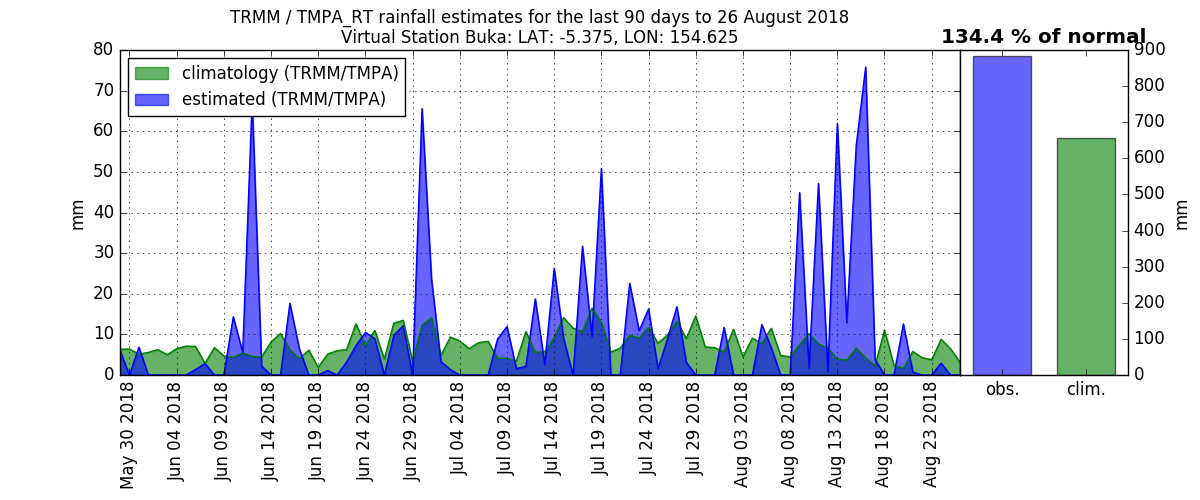 TRMM / TMPA_RT rainfall estimates for the last 90 days to 26 August 2018
Virtual Station Buka: LAT: -5.375, LON: 154.625
134.4 % of normal
climatology (TRMM/TMPA)
estimated (TRMM/TMPA)
mm
80
70
60
50
40
30
20
10
0
May 30 2018
Jun 04 2018
Jun 09 2018
Jun 14 2018
Jun 19 2018
Jun 24 2018
Jun 29 2018
Jul 04 2018
Jul 09 2018
Jul 14 2018
Jul 19 2018
Jul 24 2018
Jul 29 2018
Aug 03 2018
Aug 08 2018
Aug 13 2018
Aug 18 2018
Aug 23 2018
obs.
clim.
900
800
700
600
500
400
300
200
100
0
mm